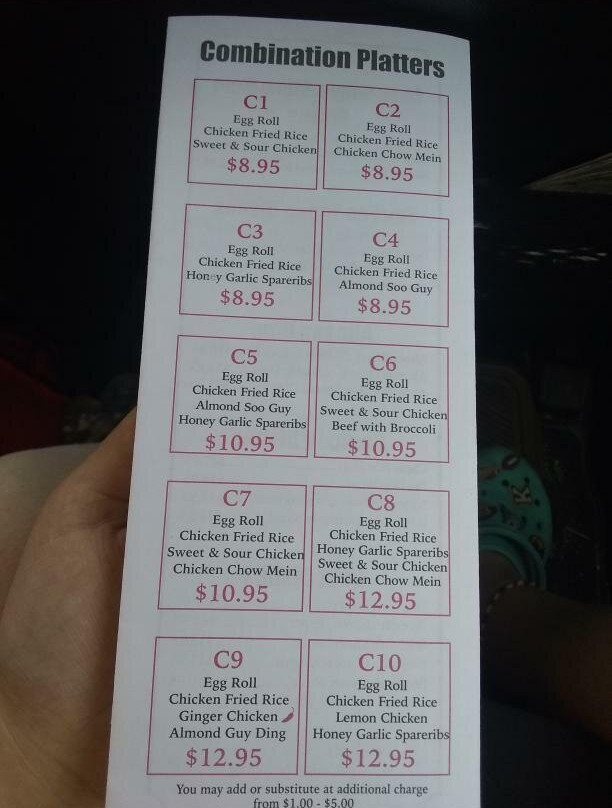 Combination Platters
C1
Egg Roll
Chicken Fried Rice
Sweet & Sour Chicken
$8.95
C2
Egg Roll
Chicken Fried Rice
Chicken Chow Mein
$8.95
C3
Egg Roll
Chicken Fried Rice
Honey Garlic Spareribs
$8.95
C4
Egg Roll
Chicken Fried Rice
Almond Soo Guy
$8.95
C5
Egg Roll
Chicken Fried Rice
Almond Soo Guy
Honey Garlic Spareribs
$10.95
C6
Egg Roll
Chicken Fried Rice
Sweet & Sour Chicken
Beef with Broccoli
$10.95
C7
Egg Roll
Chicken Fried Rice
Sweet & Sour Chicken
Chicken Chow Mein
$10.95
C8
Egg Roll
Chicken Fried Rice
Honey Garlic Spareribs
Sweet & Sour Chicken
Chicken Chow Mein
$12.95
C9
Egg Roll
Chicken Fried Rice
Ginger Chicken
Almond Guy Ding
$12.95
C10
Egg Roll
Chicken Fried Rice
Lemon Chicken
Honey Garlic Spareribs
$12.95
You may add or substitute at additional charge
from $1.00 - $5.00